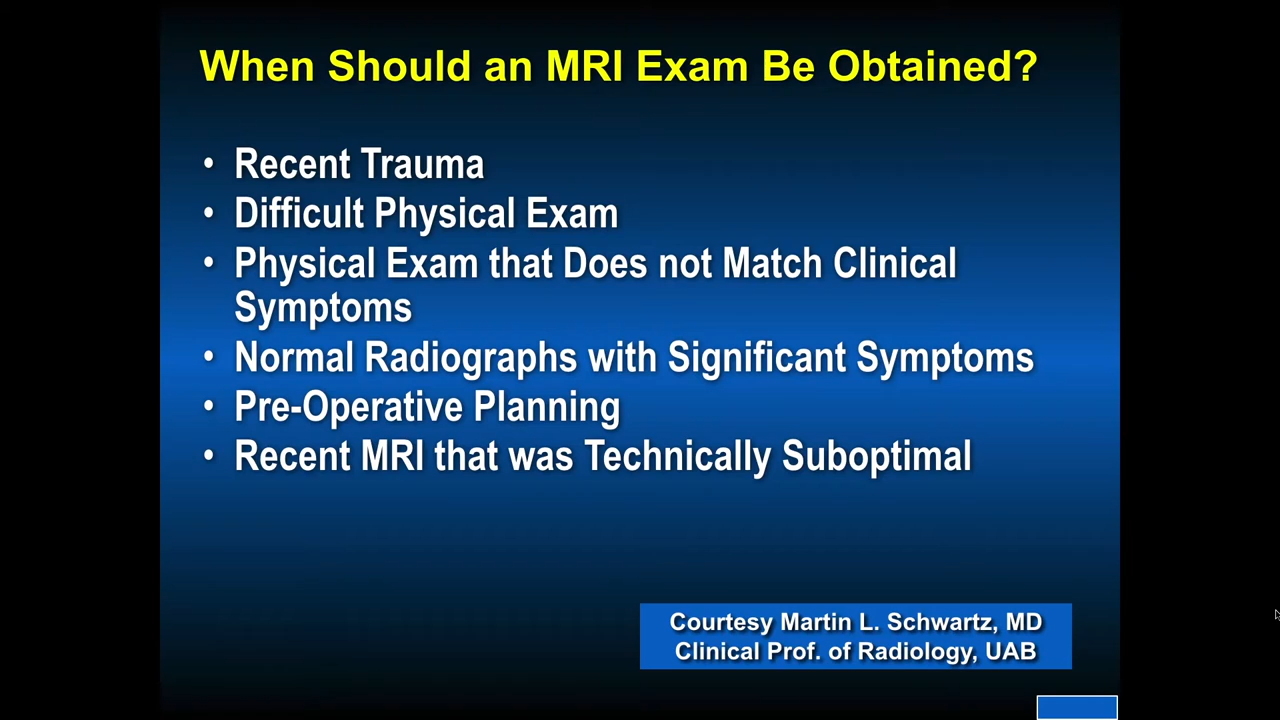 When Should an MRI Exam Be Obtained?
• Recent Trauma
• Difficult Physical Exam
• Physical Exam that Does not Match Clinical
Symptoms
• Normal Radiographs with Significant Symptoms
• Pre-Operative Planning
• Recent MRI that was Technically Suboptimal
Courtesy Martin L. Schwartz, MD
Clinical Prof. of Radiology, UAB